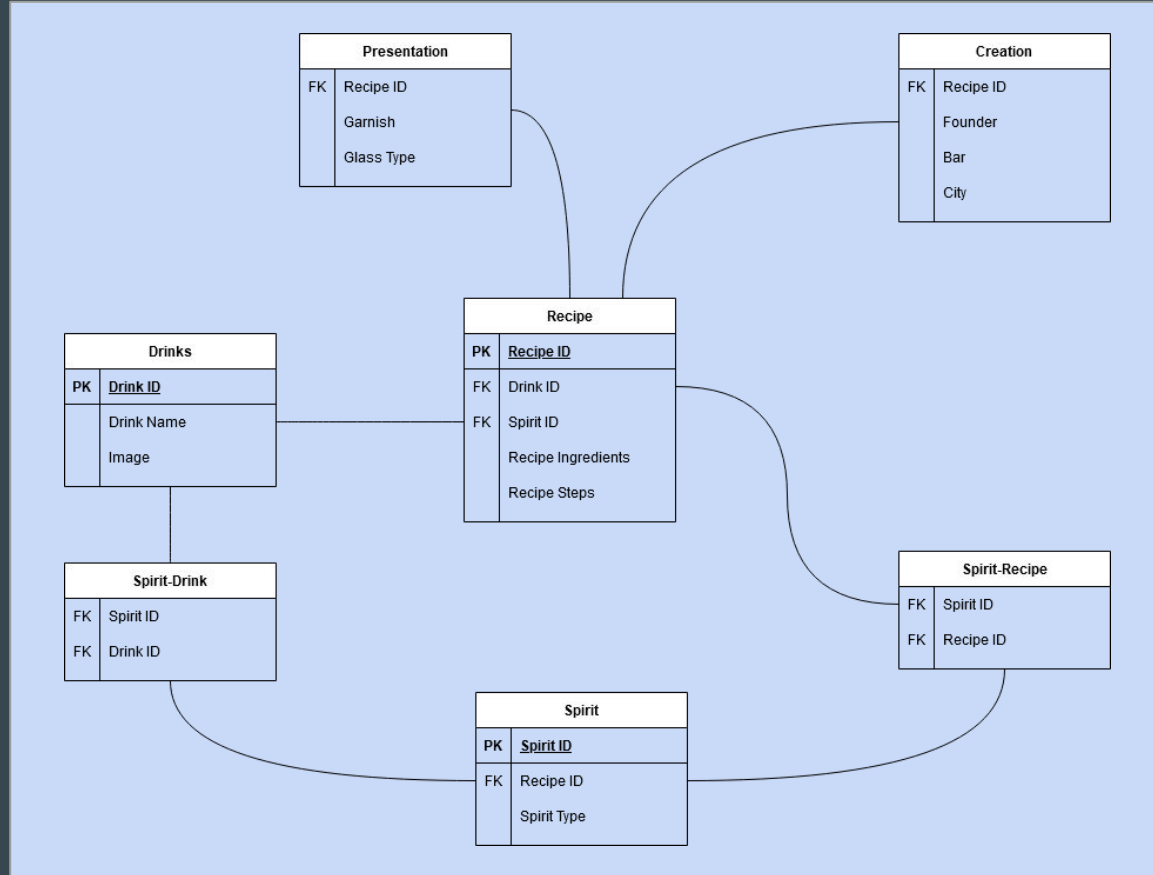 Presentation
FK Recipe ID
Garnish
Glass Type
Creation
FK Recipe ID
Founder
Bar
City
Recipe
PK Recipe ID
FK Drink ID
FK Spirit ID
Recipe Ingredients
Recipe Steps
Drinks
PK Drink ID
Drink Name
Image
Spirit-Drink
FK Spirit ID
FK Drink ID
Spirit-Recipe
FK Spirit ID
FK Recipe ID
Spirit
PK Spirit ID
FK Recipe ID
Spirit Type